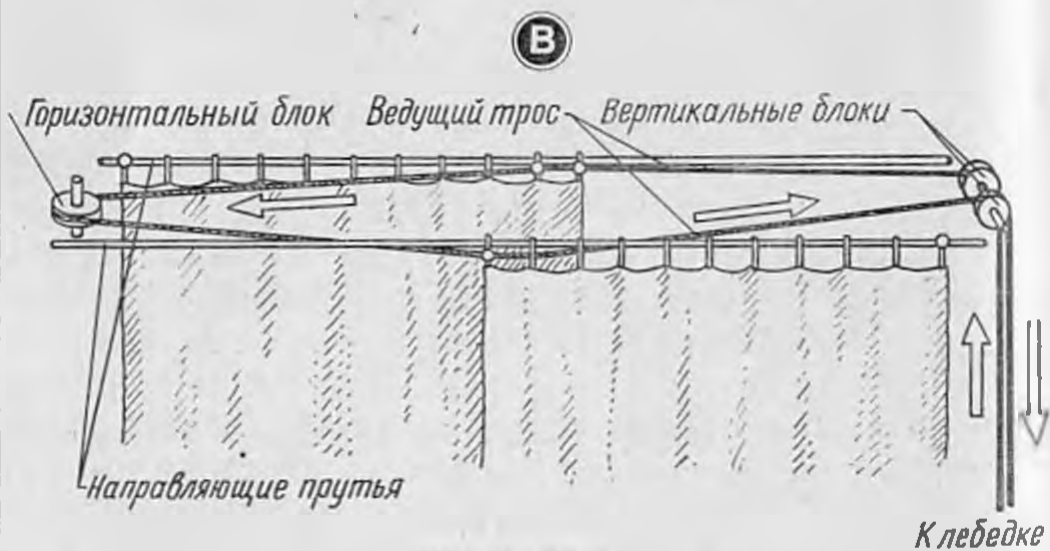 В
Горизонтальный блок
Ведущий трос
Вертикальные блоки
Направляющие прутья
К лебедке